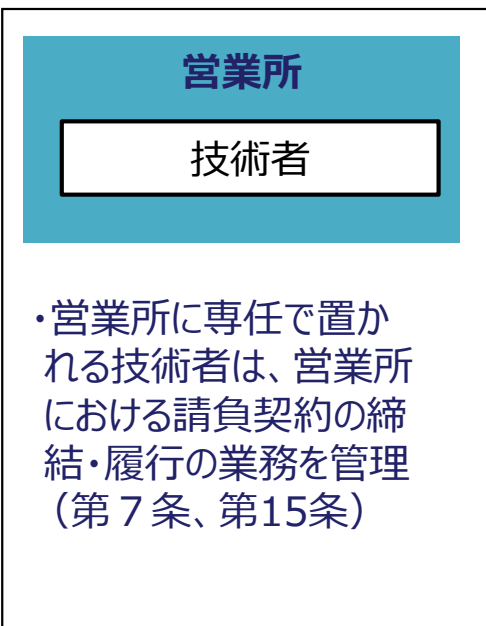 営業所
技術者
・営業所に専任で置か
れる技術者は、営業所
における請負契約の締
結・履行の業務を管理
（第７条、第15条）